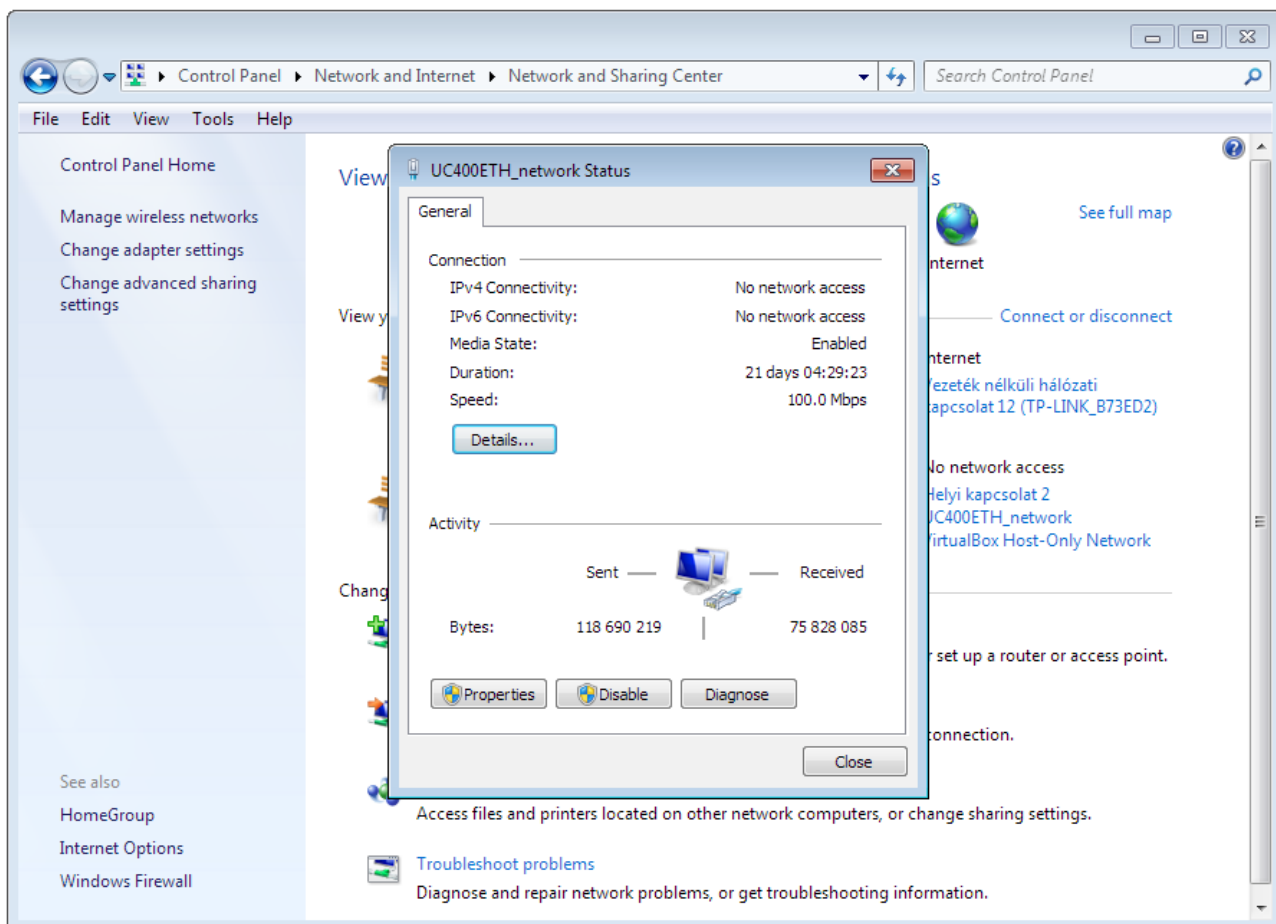 Control Panel Network and Internet Network and Sharing Center
Search Control Panel
File Edit View Tools Help
Control Panel Home
Manage wireless networks
Change adapter settings
Change advanced sharing
settings
See also
HomeGroup
Internet Options
Windows Firewall
View
s
See full map
nternet
View y
Connect or disconnect
nternet
ezeték nélküli hálózati
apcsolat 12 (TP-LINK_B73ED2)
No network access
Helyi kapcsolat 2
UC400ETH_network
VirtualBox Host-Only Network
Chang
r set up a router or access point.
connection.
Access files and printers located on other network computers, or change sharing settings.
Troubleshoot problems
Diagnose and repair network problems, or get troubleshooting information.
UC400ETH_network Status
General
Connection
IPv4 Connectivity: No network access
IPv6 Connectivity: No network access
Media State: Enabled
Duration: 21 days 04:29:23
Speed: 100.0 Mbps
Details...
Activity
Sent Received
Bytes: 118 690 219 75 828 085
Properties Disable Diagnose
Close